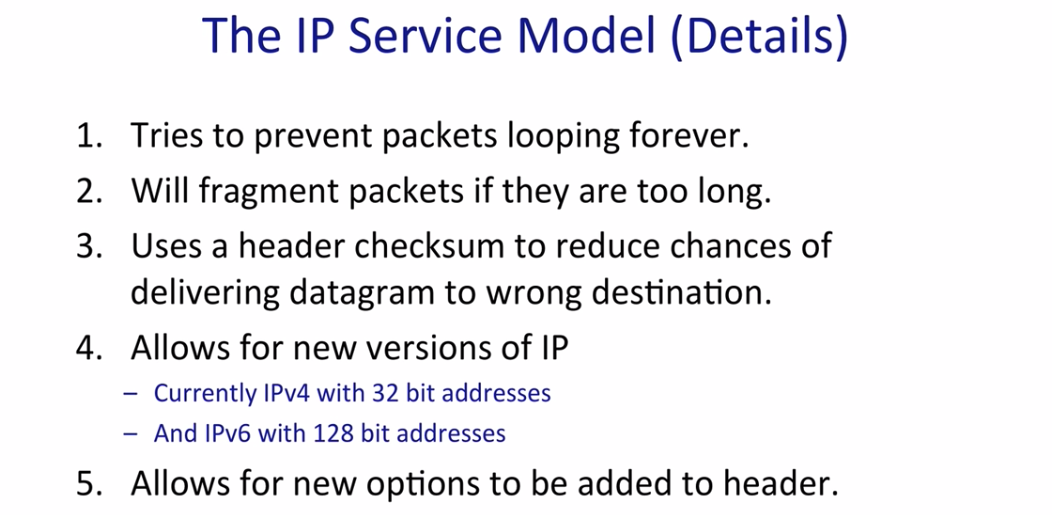 The IP Service Model (Details)
1. Tries to prevent packets looping forever.
2. Will fragment packets if they are too long.
3. Uses a header checksum to reduce chances of
delivering datagram to wrong destination.
4. Allows for new versions of IP
– Currently IPv4 with 32 bit addresses
– And IPv6 with 128 bit addresses
5. Allows for new options to be added to header.